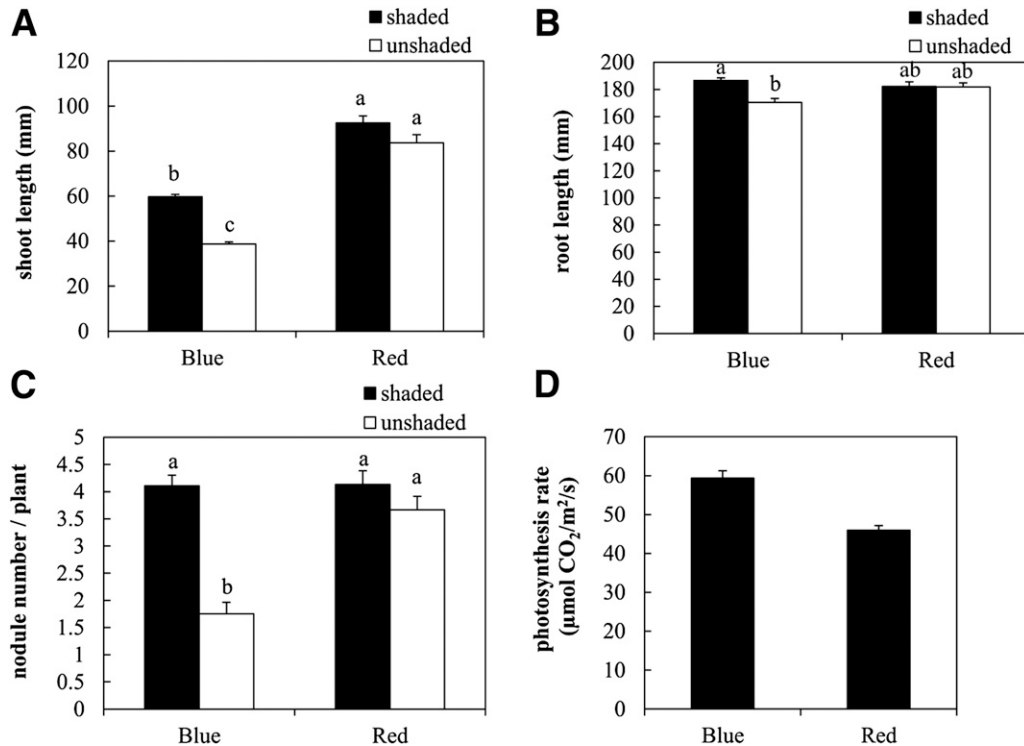 A
shaded
unshaded
120
100
80
60
40
20
0
shoot length (mm)
b
c
a
a
Blue
Red
B
shaded
unshaded
200
180
160
140
120
100
80
60
40
20
0
root length (mm)
a
b
ab
ab
Blue
Red
C
shaded
unshaded
5
4.5
4
3.5
3
2.5
2
1.5
1
0.5
0
nodule number / plant
a
b
a
a
Blue
Red
D
70
60
50
40
30
20
10
0
photosynthesis rate
(μmol CO₂/m²/s)
Blue
Red